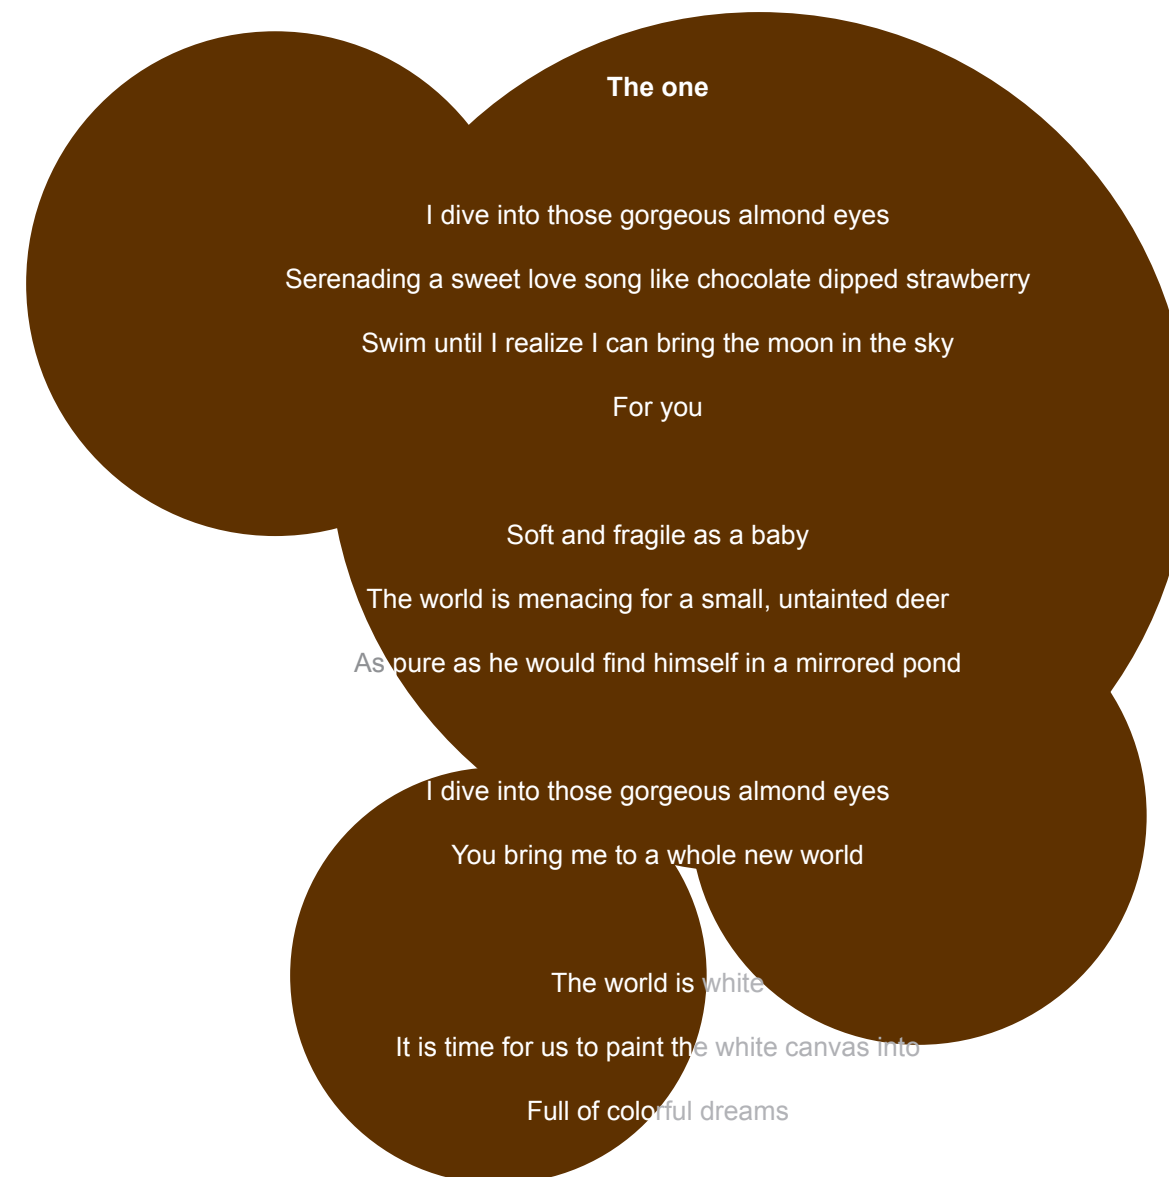 The one
I dive into those gorgeous almond eyes
Serenading a sweet love song like chocolate dipped strawberry
Swim until I realize I can bring the moon in the sky
For you
Soft and fragile as a baby
The world is menacing for a small, untainted deer
As pure as he would find himself in a mirrored pond
I dive into those gorgeous almond eyes
You bring me to a whole new world
The world is white
It is time for us to paint the white canvas into
Full of colorful dreams